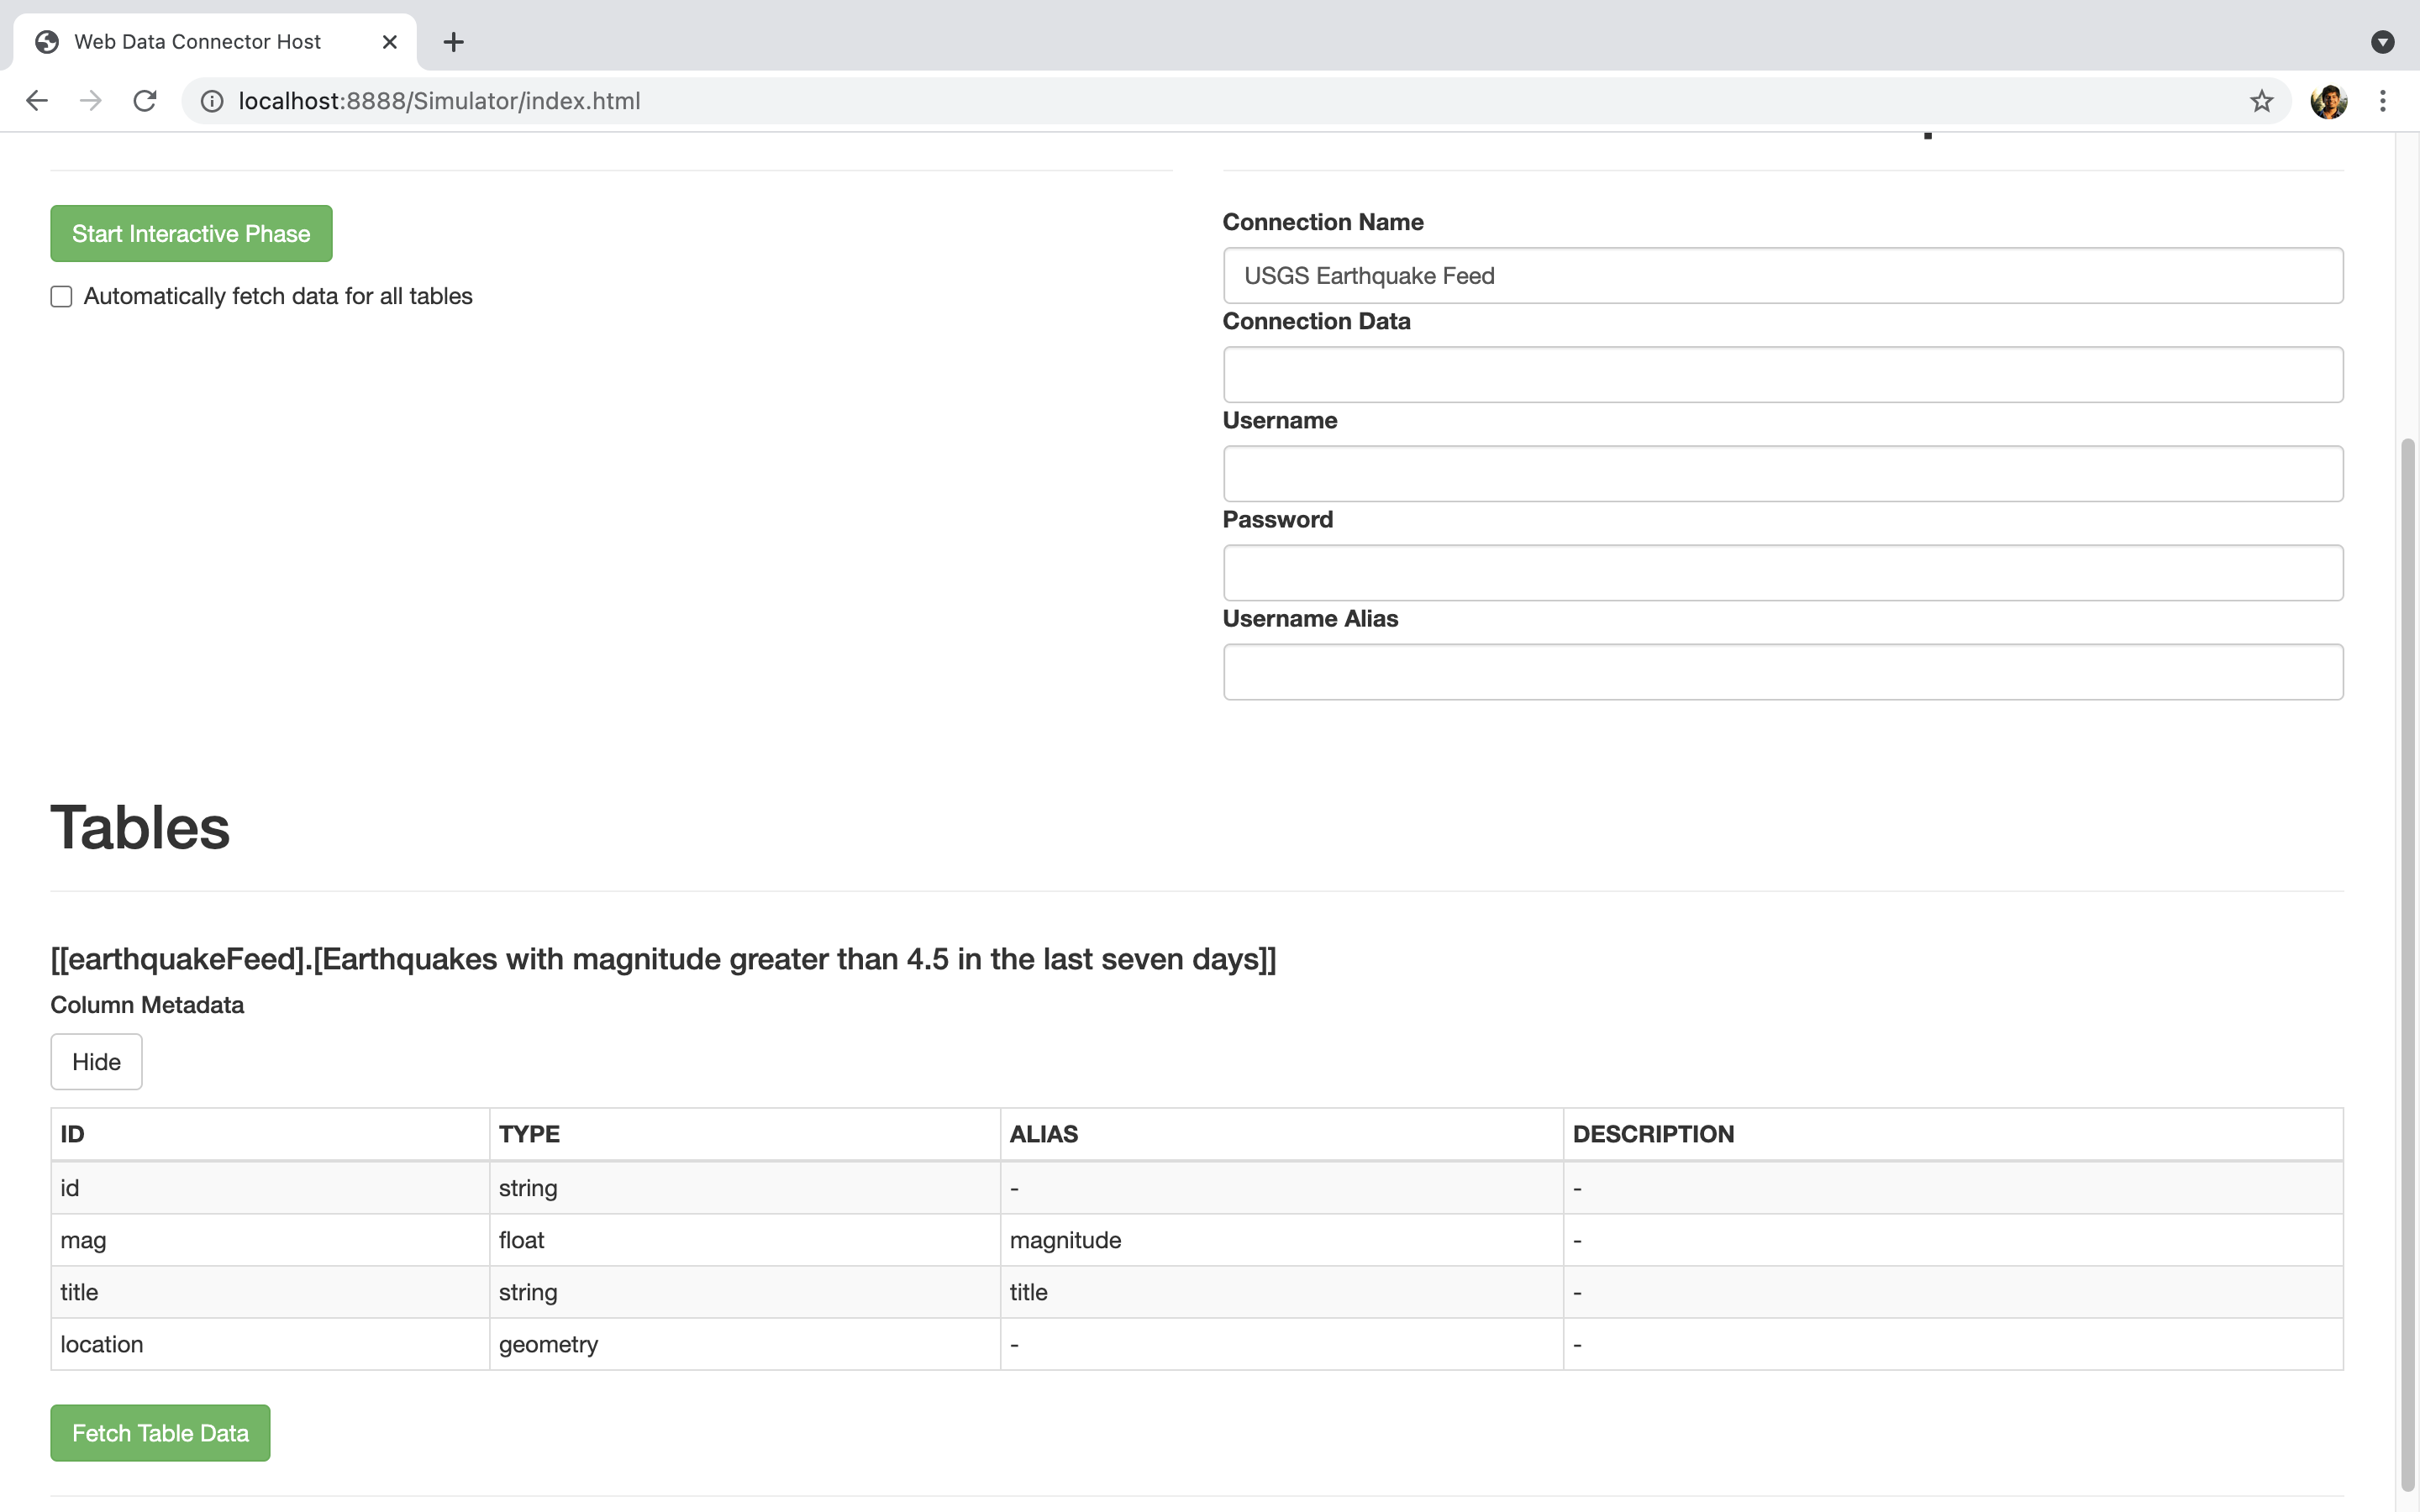 Web Data Connector Host
localhost:8888/Simulator/index.html
Start Interactive Phase
Automatically fetch data for all tables
Connection Name
USGS Earthquake Feed
Connection Data
Username
Password
Username Alias
Tables
[[earthquakeFeed].[Earthquakes with magnitude greater than 4.5 in the last seven days]]
Column Metadata
Hide
ID TYPE ALIAS DESCRIPTION
id string - -
mag float magnitude -
title string title -
location geometry - -
Fetch Table Data